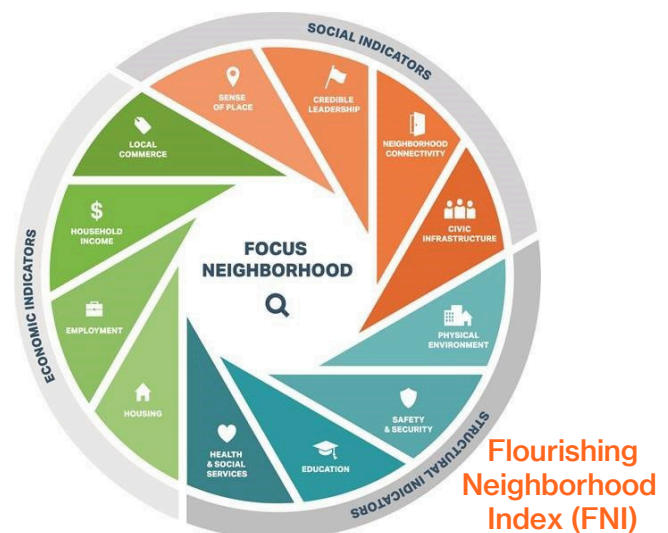 SOCIAL INDICATORS
SENSE
OF PLACE
CREDIBLE
LEADERSHIP
NEIGHBORHOOD
CONNECTIVITY
CIVIC
INFRASTRUCTURE
LOCAL
COMMERCE
$
HOUSEHOLD
INCOME
EMPLOYMENT
HOUSING
ECONOMIC INDICATORS
FOCUS
NEIGHBORHOOD
PHYSICAL
ENVIRONMENT
SAFETY
& SECURITY
EDUCATION
HEALTH
& SOCIAL
SERVICES
STRUCTURAL INDICATORS
Flourishing
Neighborhood
Index (FNI)